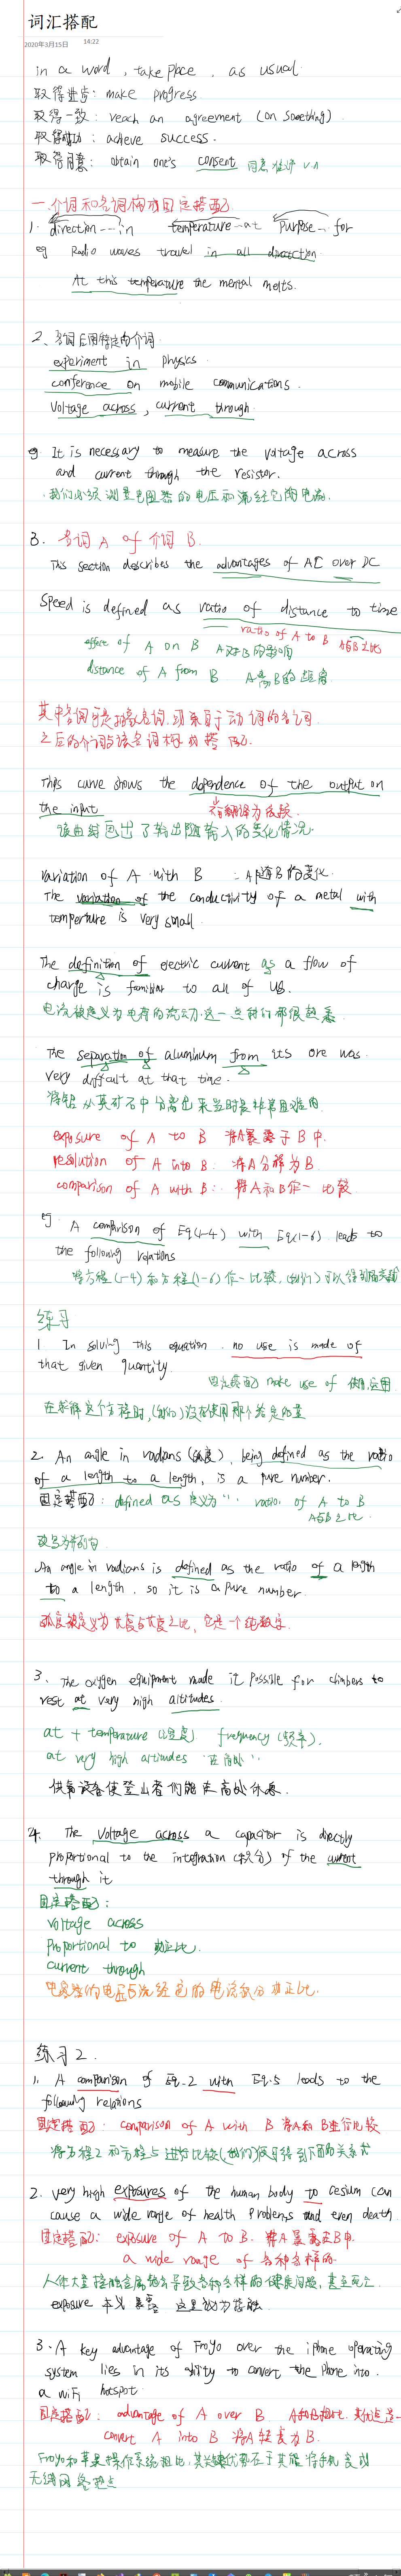 词汇搭配
2020年3月15日 14:22
in a word , take place , as usual
取得进步: make progress
取得一致: reach an agreement (on something)
取得成功: achieve success.
取得同意: obtain one's consent 同意 准许 v.n
一.介词和名词构成固定搭配
1. direction … in temperature … at purpose … for
eg Radio waves travel in all direction
At this temperature the mental melts.
2、名词后用特定的介词
experiment in physics
conference on mobile communications.
Voltage across , current through
eg It is necessary to measure the voltage across
and current through the resistor.
我们必须测量电阻器的电压和流经它的电流.
3. 名词 A of 介词 B.
This section describes the advantages of AC over DC
Speed is defined as ratio of distance to time
ratio of A to B A与B之比
effect of A on B A对B的影响
distance of A from B A与B的距离
其中名词可是抽象名词,或来自于动词的名词
之后的介词与该名词构成搭配.
This curve shows the dependence of the output on
the input
该曲线画出了输出随输入的变化情况.
variation of A with B : A随B的变化
The variation of the conductivity of a metal with
temperture is very small.
The definition of electric current as a flow of
charge is familiar to all of us.
电流被定义为电荷的流动.这一点我们都很熟悉
The separation of aluminum from its ore was
very difficult at that time.
将铝从其矿石中分离出来当时是非常困难的
exposure of A to B 将A暴露于B中.
resolution of A into B: 将A分解为B
comparison of A with B: 将A和B作一比较
eg. A comparison of Eq(1-4) with Eq(1-6) leads to
the following relations
将方程(1-4)和方程(1-6)作一比较,(我们)可以得到
练习
1 In solving this equation, no use is made of
that given quantity.
固定搭配 make use of 使用,运用
在求解这个方程时,(我们)没有使用那个给定的量
2. An angle in radians (弧度), being defined as the ratio
of a length to a length, is a pure number.
固定搭配: defined as 定义为… ratio of A to B
A与B之比
改写为并列句
An angle in radians is defined as the ratio of a length
to a length, so it is a pure number
弧度被定义为长度与长度之比,它是一个纯数字.
3. The oxygen equipment made it possible for climbers to
rest at very high altitudes.
at + temperature (温度) frequency (频率).
at very high altitudes 在高处
供氧设备使登山者们能在高处休息.
4. The voltage across a capacitor is directly
proportional to the integration (积分) of the current
through it
固定搭配:
voltage across
proportional to 成正比.
current through
电容器的电压与流经它的电流积分成正比.
练习2.
1. A comparison of Eq.2 with Eq.5 leads to the
following relations
固定搭配: comparison of A with B 将A和B进行比较
将方程2和方程5进行比较(我们)便可得到下面的关系式
2. very high exposures of the human body to cesium can
cause a wide range of health problems and even death
固定搭配: exposure of A to B. 将A暴露在B中.
a wide range of 各种各样的
人体大量接触金属铯会导致各种各样的健康问题,甚至死亡
exposure 本义 暴露 这里改为接触
3. A key advantage of Froyo over the iphone operating
system lies in its ability to convert the phone into
a wifi hotspot
固定搭配: advantage of A over B
convert A into B 将A转变为B.
Froyo和苹果操作系统相比,其关键优势在于其能将手机变成
无线网络热点